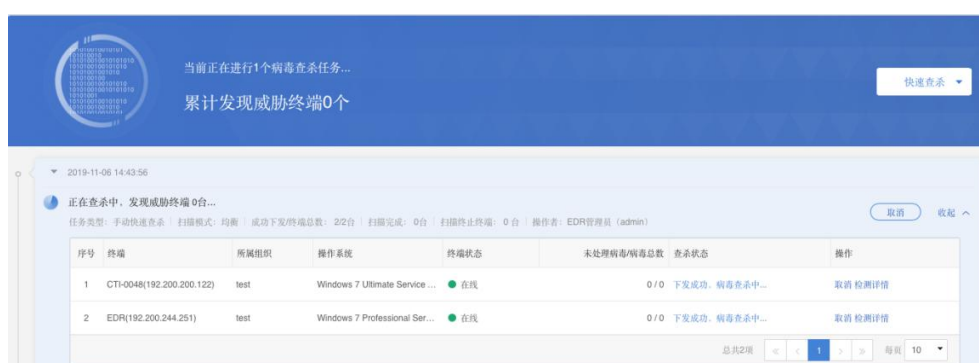 当前正在进行1个病毒查杀任务...
累计发现威胁终端0个
快速查杀
2019-11-06 14:43:56
正在查杀中，发现威胁终端 0台...
任务类型：手动快速查杀 | 扫描模式：均衡 | 成功下发/终端总数：2/2台 | 扫描完成：0台 | 扫描终止终端：0 台 | 操作者：EDR管理员（admin）
取消 收起
序号 终端 所属组织 操作系统 终端状态 未处理病毒/病毒总数 查杀状态 操作
1 CTI-0048(192.200.200.122) test Windows 7 Ultimate Service ... 在线 0 / 0 下发成功，病毒查杀中... 取消 检测详情
2 EDR(192.200.244.251) test Windows 7 Professional Ser... 在线 0 / 0 下发成功，病毒查杀中... 取消 检测详情
总共2项 « ‹ 1 › » 每页 10